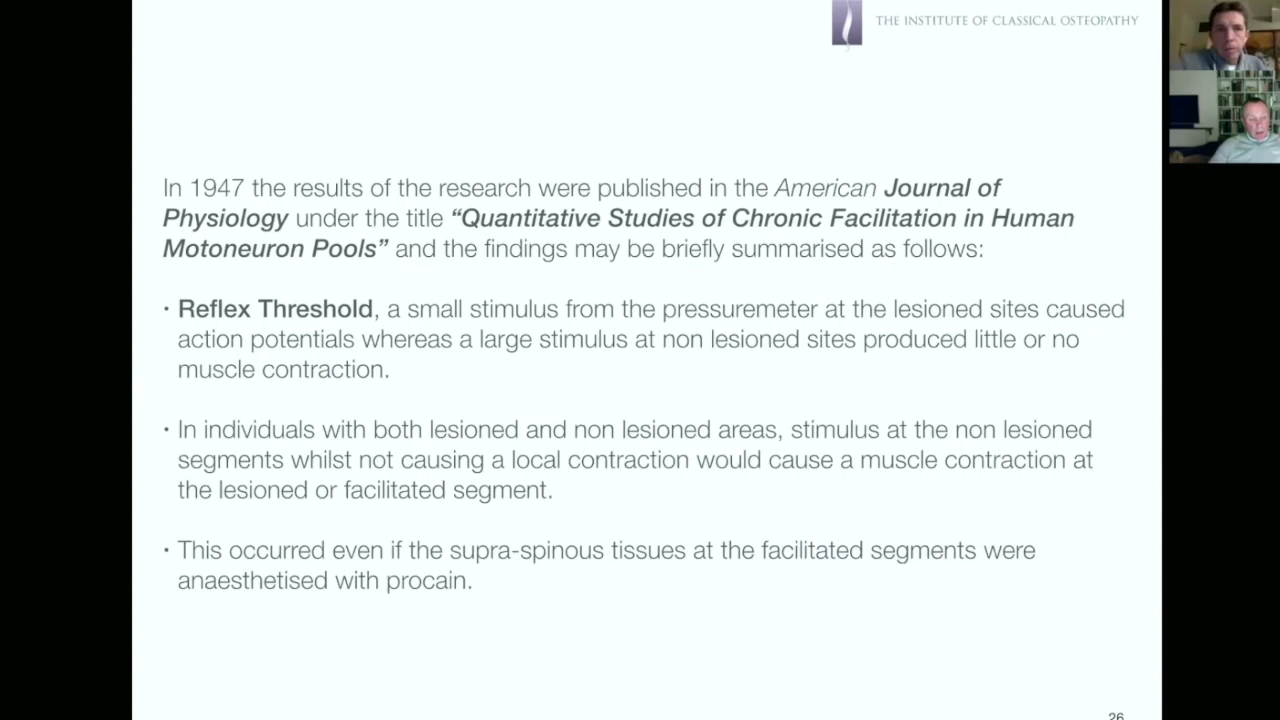 THE INSTITUTE OF CLASSICAL OSTEOPATHY
In 1947 the results of the research were published in the American Journal of
Physiology under the title “Quantitative Studies of Chronic Facilitation in Human
Motoneuron Pools” and the findings may be briefly summarised as follows:
• Reflex Threshold, a small stimulus from the pressuremeter at the lesioned sites caused
action potentials whereas a large stimulus at non lesioned sites produced little or no
muscle contraction.
• In individuals with both lesioned and non lesioned areas, stimulus at the non lesioned
segments whilst not causing a local contraction would cause a muscle contraction at
the lesioned or facilitated segment.
• This occurred even if the supra-spinous tissues at the facilitated segments were
anaesthetised with procain.
26